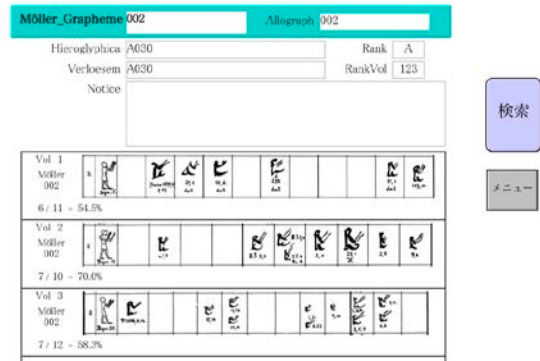 Möller_Grapheme 002 Allograph 002
Hieroglyphica A030 Rank A
Verloesem A030 RankVol 123
Notice
検索
メニュー
Vol 1
Möller
002
6 / 11 = 54.5%
Vol 2
Möller
002
7 / 10 = 70.0%
Vol 3
Möller
002
7 / 12 = 58.3%